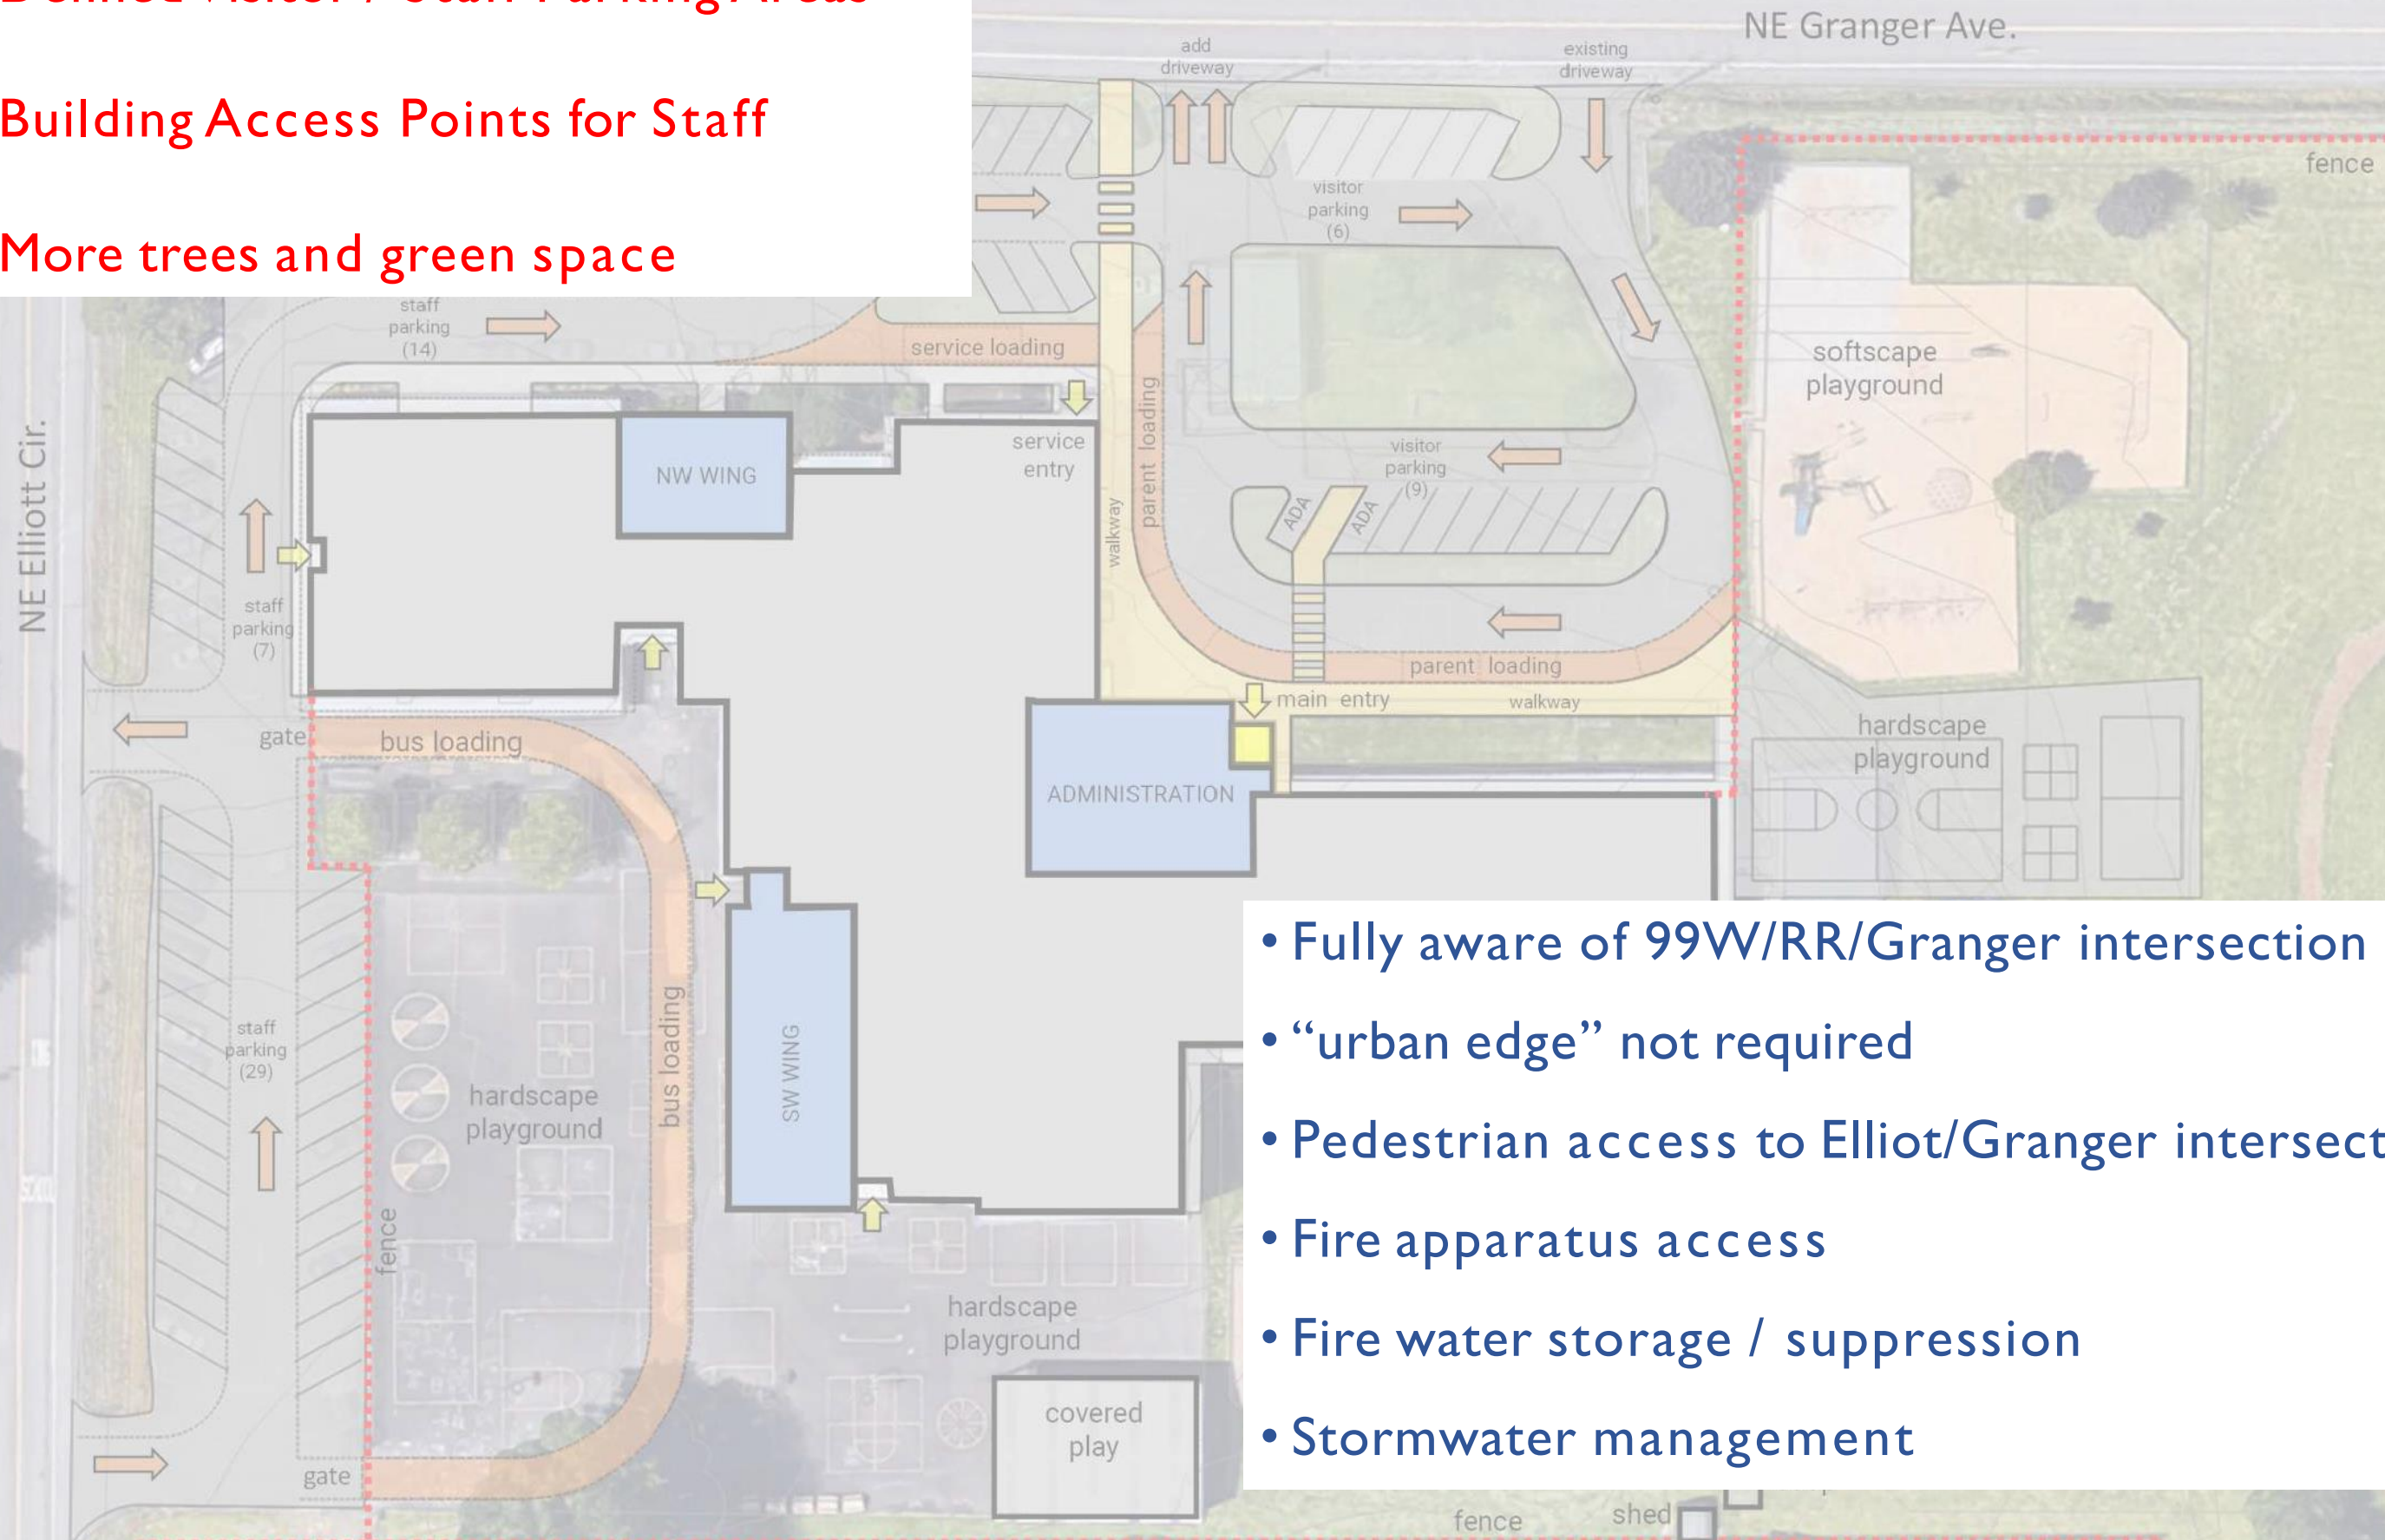 Defined Visitor / Staff Parking Areas
Building Access Points for Staff
More trees and green space
NE Granger Ave.
add
driveway
existing
driveway
fence
visitor
parking
(6)
staff
parking
(14)
service loading
softscape
playground
parent loading
service
entry
NW WING
visitor
parking
(9)
ADA
ADA
walkway
NE Elliott Cir.
staff
parking
(7)
parent loading
main entry
walkway
gate
bus loading
hardscape
playground
ADMINISTRATION
• Fully aware of 99W/RR/Granger intersection
• “urban edge” not required
• Pedestrian access to Elliot/Granger intersect
• Fire apparatus access
• Fire water storage / suppression
• Stormwater management
staff
parking
(29)
bus loading
SW WING
hardscape
playground
fence
hardscape
playground
covered
play
gate
fence
shed